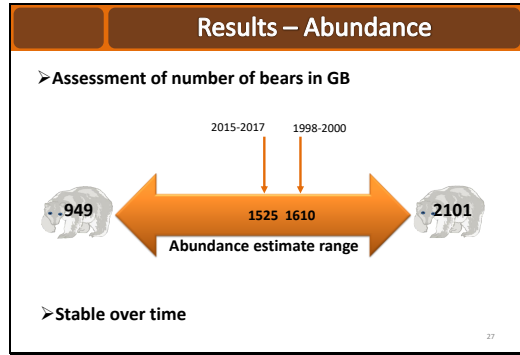 Results – Abundance
➢Assessment of number of bears in GB
2015-2017 1998-2000
949 1525 1610 2101
Abundance estimate range
➢Stable over time
27